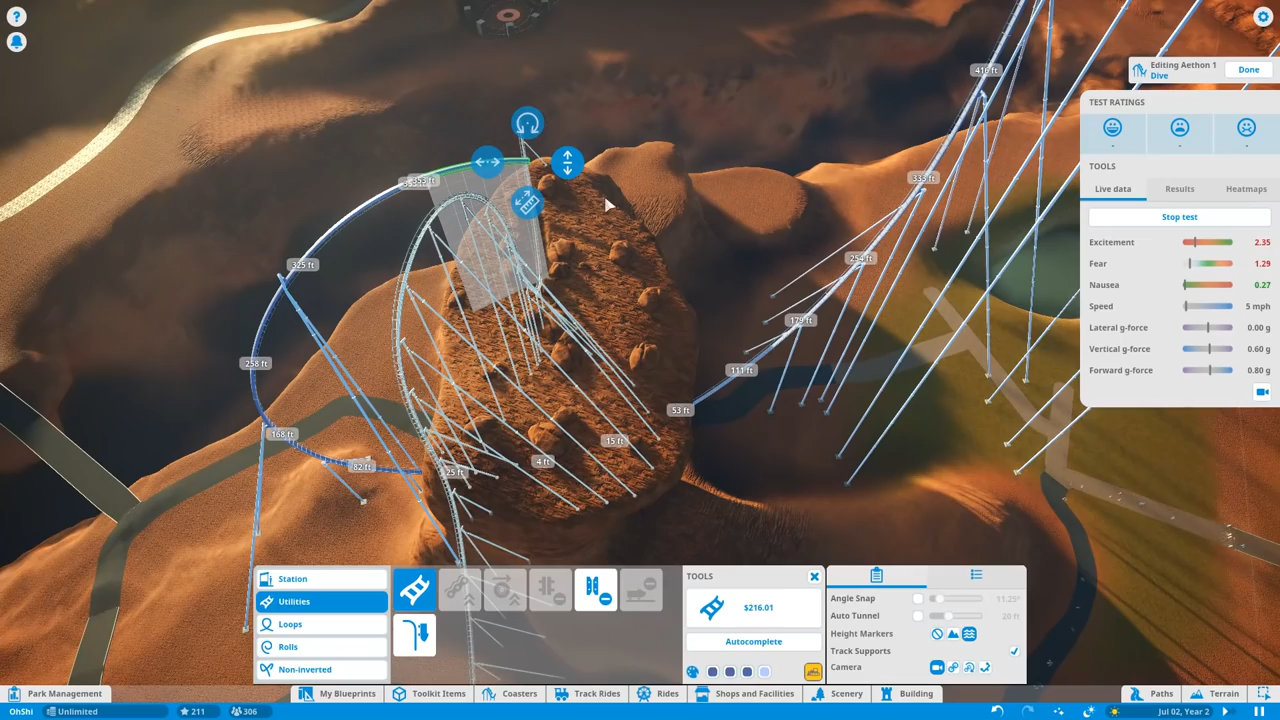 ?
Editing Aethon 1
Dive
Done
TEST RATINGS
- - -
TOOLS
Live data Results Heatmaps
Stop test
Excitement 2.35
Fear 1.29
Nausea 0.27
Speed 5 mph
Lateral g-force 0.00 g
Vertical g-force 0.60 g
Forward g-force 0.80 g
416 ft
333 ft
254 ft
179 ft
111 ft
53 ft
15 ft
4 ft
25 ft
82 ft
168 ft
258 ft
325 ft
353 ft
Station
Utilities
Loops
Rolls
Non-inverted
TOOLS
$216.01
Autocomplete
Angle Snap 11.25°
Auto Tunnel 20 ft
Height Markers
Track Supports
Camera
Park Management My Blueprints Toolkit Items Coasters Track Rides Rides Shops and Facilities Scenery Building Paths Terrain
OhShi Unlimited 211 306 Jul 02, Year 2